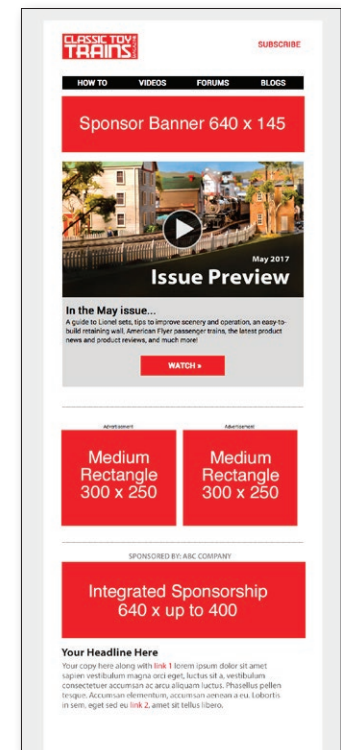 CLASSIC TOY
TRAINS
MAGAZINE
SUBSCRIBE
HOW TO VIDEOS FORUMS BLOGS
Sponsor Banner 640 x 145
May 2017
Issue Preview
In the May issue...
A guide to Lionel sets, tips to improve scenery and operation, an easy-to-
build retaining wall, American Flyer passenger trains, the latest product
news and product reviews, and much more!
WATCH »
Advertisement Advertisement
Medium Medium
Rectangle Rectangle
300 x 250 300 x 250
SPONSORED BY: ABC COMPANY
Integrated Sponsorship
640 x up to 400
Your Headline Here
Your copy here along with link 1 lorem ipsum dolor sit amet
sapien vestibulum magna orci eget, luctus sit a, vestibulum
consectetuer accumsan ac arcu aliquam luctus. Phasellus pellen
tesque. Accumsan elementum, accumsan aenean a eu. Lobortis
in sem, eget sed eu link 2, amet sit tellus libero.